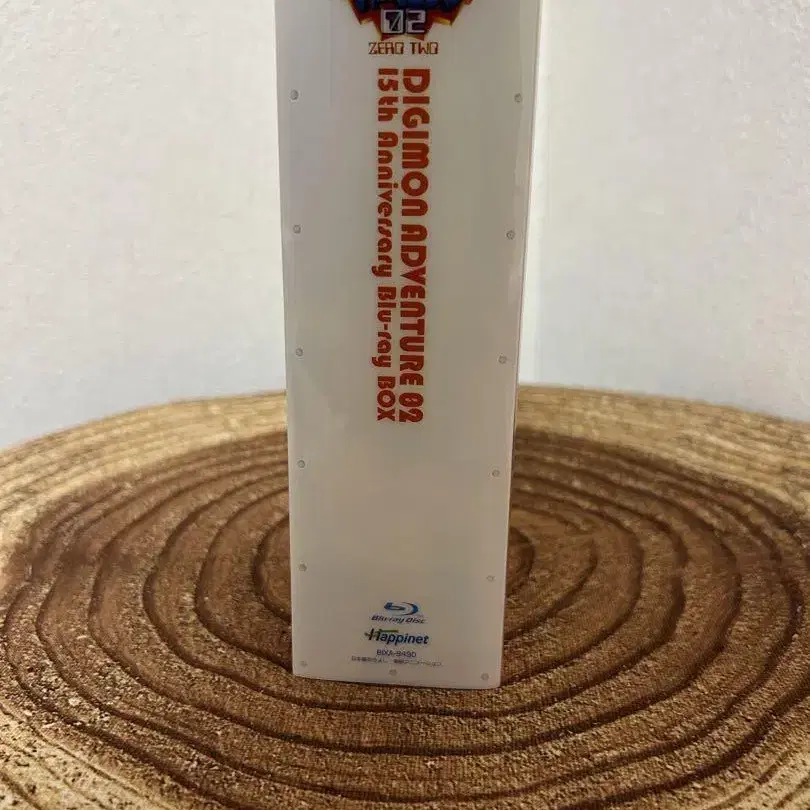 02
ZERO TWO
DIGIMON ADVENTURE 02
15th Anniversary Blu-ray BOX
Blu-ray Disc
Happinet
BIXA-9490